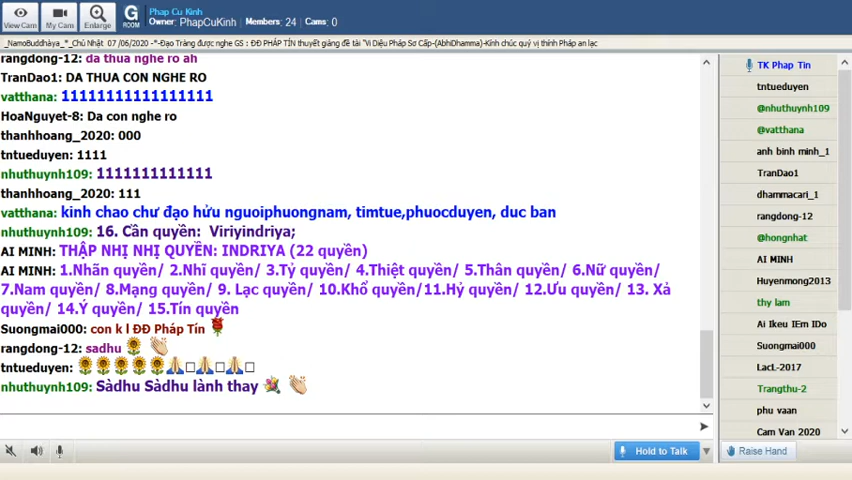 View Cam
My Cam
Enlarge
G ROOM
Phap Cu Kinh
Owner: PhapCuKinh Members: 24 Cams: 0
_NamoBuddhàya_*_Chủ Nhật 07 /06/2020 -*-Đạo Tràng được nghe GS : ĐĐ PHÁP TÍN thuyết giảng đề tài "Vi Diệu Pháp Sơ Cấp-(AbhiDhamma)-Kính chúc quý vị thính Pháp an lạc
rangdong-12: da thua nghe ro ah
TranDao1: DA THUA CON NGHE RO
vatthana: 11111111111111111
HoaNguyet-8: Da con nghe ro
thanhhoang_2020: 000
tntueduyen: 1111
nhuthuynh109: 1111111111111
thanhhoang_2020: 111
vatthana: kinh chao chư đạo hửu nguoiphuongnam, timtue,phuocduyen, duc ban
nhuthuynh109: 16. Cần quyền: Viriyindriya;
AI MINH: THẬP NHỊ NHỊ QUYỀN: INDRIYA (22 quyền)
AI MINH: 1.Nhãn quyền/ 2.Nhĩ quyền/ 3.Tỷ quyền/ 4.Thiệt quyền/ 5.Thân quyền/ 6.Nữ quyền/
7.Nam quyền/ 8.Mạng quyền/ 9. Lạc quyền/ 10.Khổ quyền/11.Hỷ quyền/ 12.Ưu quyền/ 13. Xả
quyền/ 14.Ý quyền/ 15.Tín quyền
Suongmai000: con k l ĐĐ Pháp Tín
rangdong-12: sadhu
tntueduyen:
nhuthuynh109: Sàdhu Sàdhu lành thay
Hold to Talk
TK Phap Tin
tntueduyen
@nhuthuynh109
@vatthana
anh binh minh_1
TranDao1
dhammacari_1
rangdong-12
@hongnhat
AI MINH
Huyenmong2013
thy lam
Ai Ikeu IEm IDo
Suongmai000
LacL-2017
Trangthu-2
phu vaan
Cam Van 2020
Raise Hand